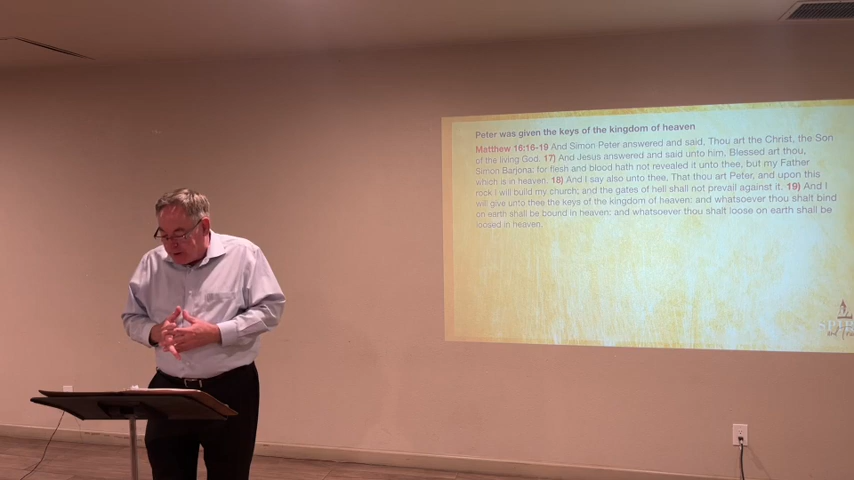 Peter was given the keys of the kingdom of heaven
Matthew 16:16-19 And Simon Peter answered and said, Thou art the Christ, the Son
of the living God. 17) And Jesus answered and said unto him, Blessed art thou,
Simon Barjona: for flesh and blood hath not revealed it unto thee, but my Father
which is in heaven. 18) And I say also unto thee, That thou art Peter, and upon this
rock I will build my church; and the gates of hell shall not prevail against it. 19) And I
will give unto thee the keys of the kingdom of heaven: and whatsoever thou shalt bind
on earth shall be bound in heaven: and whatsoever thou shalt loose on earth shall be
loosed in heaven.